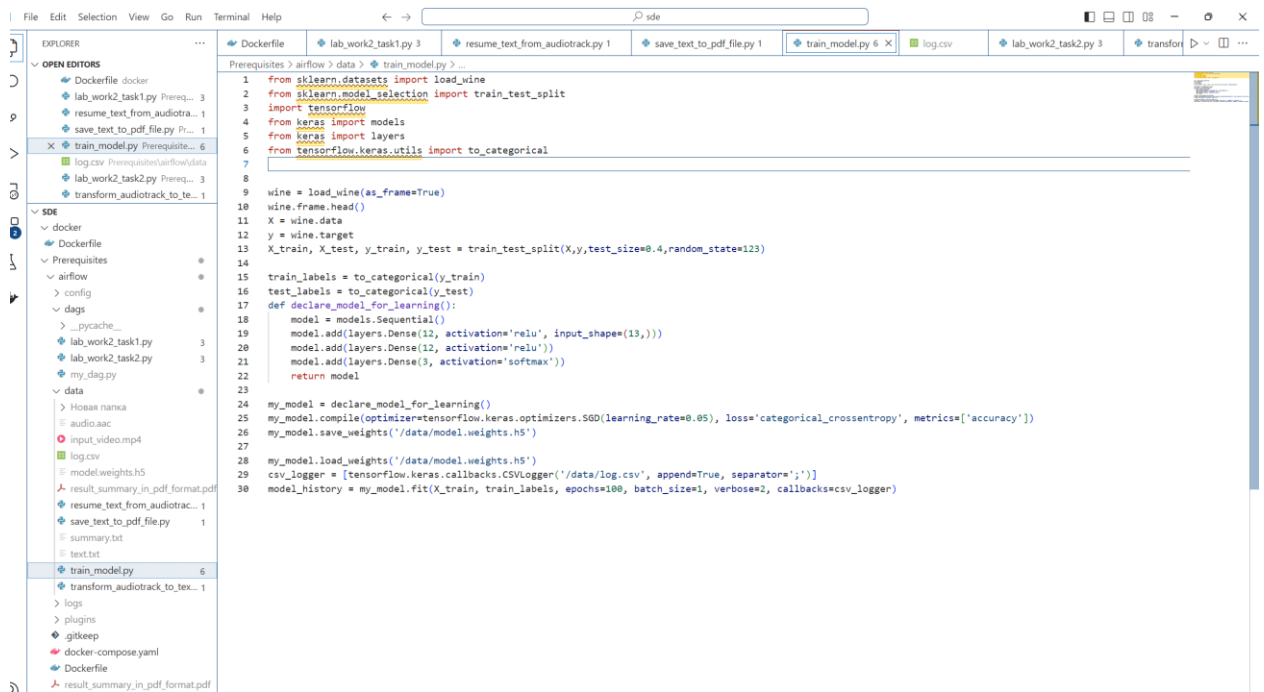 File Edit Selection View Go Run Terminal Help
sde
EXPLORER
Dockerfile
lab_work2_task1.py 3
resume_text_from_audiotrack.py 1
save_text_to_pdf_file.py 1
train_model.py 6
log.csv
lab_work2_task2.py 3
transfor
OPEN EDITORS
Dockerfile docker
lab_work2_task1.py Prereq... 3
resume_text_from_audiotra... 1
save_text_to_pdf_file.py Pr... 1
train_model.py Prerequisite... 6
log.csv Prerequisites\airflow\data
lab_work2_task2.py Prereq... 3
transform_audiotrack_to_te... 1
SDE
docker
Dockerfile
Prerequisites
airflow
config
dags
__pycache__
lab_work2_task1.py 3
lab_work2_task2.py 3
my_dag.py
data
Новая папка
audio.aac
input_video.mp4
log.csv
model.weights.h5
result_summary_in_pdf_format.pdf
resume_text_from_audiotrac... 1
save_text_to_pdf_file.py 1
summary.txt
text.txt
train_model.py 6
transform_audiotrack_to_tex... 1
logs
plugins
.gitkeep
docker-compose.yaml
Dockerfile
result_summary_in_pdf_format.pdf
2
Prerequisites > airflow > data > train_model.py > ...
1 from sklearn.datasets import load_wine
2 from sklearn.model_selection import train_test_split
3 import tensorflow
4 from keras import models
5 from keras import layers
6 from tensorflow.keras.utils import to_categorical
7
8
9 wine = load_wine(as_frame=True)
10 wine.frame.head()
11 X = wine.data
12 y = wine.target
13 X_train, X_test, y_train, y_test = train_test_split(X,y,test_size=0.4,random_state=123)
14
15 train_labels = to_categorical(y_train)
16 test_labels = to_categorical(y_test)
17 def declare_model_for_learning():
18     model = models.Sequential()
19     model.add(layers.Dense(12, activation='relu', input_shape=(13,)))
20     model.add(layers.Dense(12, activation='relu'))
21     model.add(layers.Dense(3, activation='softmax'))
22     return model
23
24 my_model = declare_model_for_learning()
25 my_model.compile(optimizer=tensorflow.keras.optimizers.SGD(learning_rate=0.05), loss='categorical_crossentropy', metrics=['accuracy'])
26 my_model.save_weights('/data/model.weights.h5')
27
28 my_model.load_weights('/data/model.weights.h5')
29 csv_logger = [tensorflow.keras.callbacks.CSVLogger('/data/log.csv', append=True, separator=';')]
30 model_history = my_model.fit(X_train, train_labels, epochs=100, batch_size=1, verbose=2, callbacks=csv_logger)